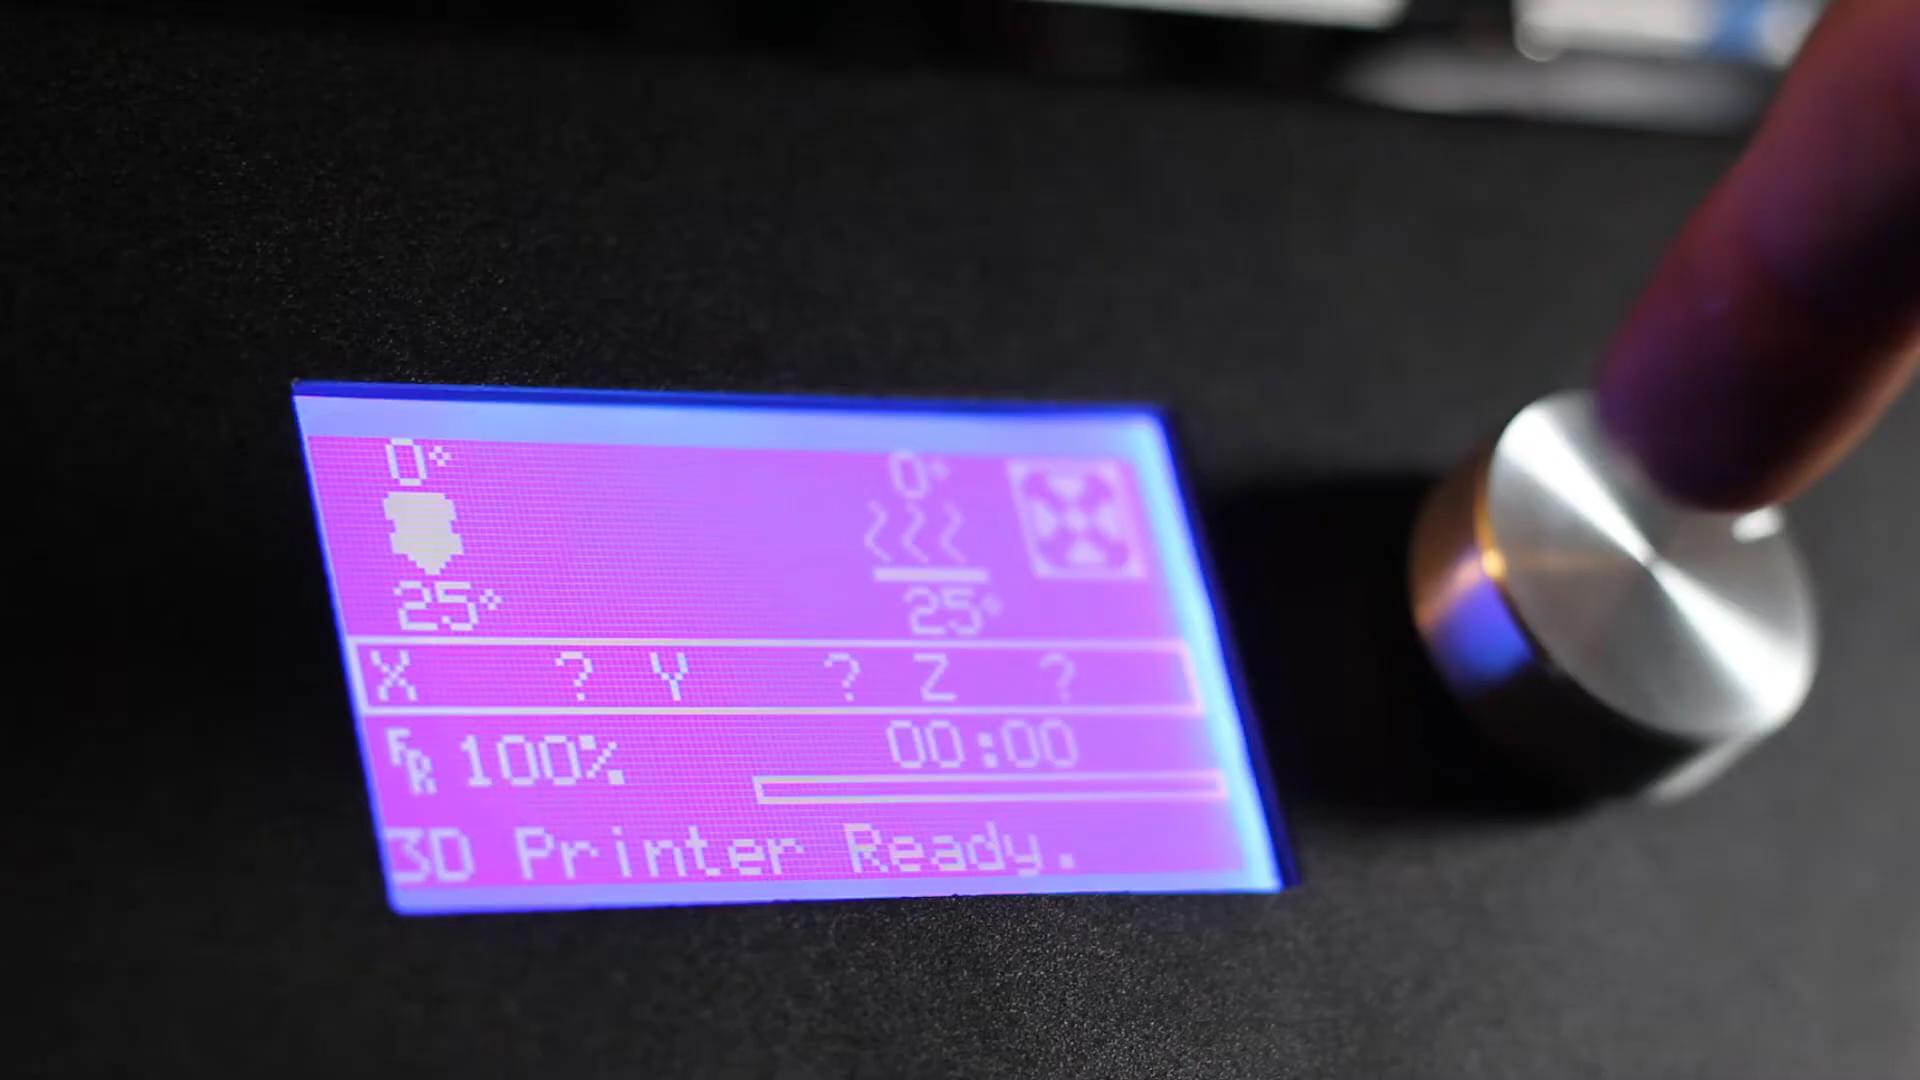 0° 0°
25° 25°
X ? Y ? Z ?
FR 100% 00:00
3D Printer Ready.